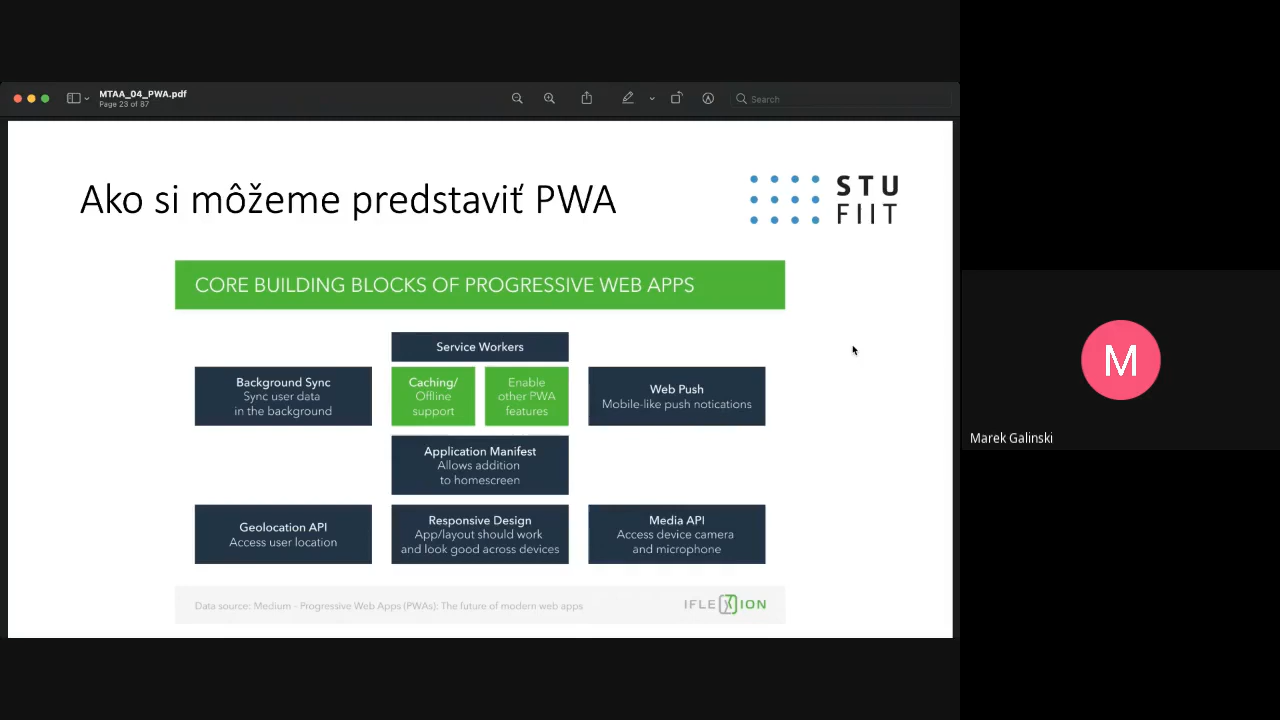 MTAA_04_PWA.pdf
Page 23 of 87
Search
Ako si môžeme predstaviť PWA
STU
FIIT
CORE BUILDING BLOCKS OF PROGRESSIVE WEB APPS
Service Workers
Background Sync
Sync user data
in the background
Caching/
Offline
support
Enable
other PWA
features
Web Push
Mobile-like push notications
Application Manifest
Allows addition
to homescreen
Geolocation API
Access user location
Responsive Design
App/layout should work
and look good across devices
Media API
Access device camera
and microphone
Data source: Medium - Progressive Web Apps (PWAs): The future of modern web apps
IFLEXION
M
Marek Galinski